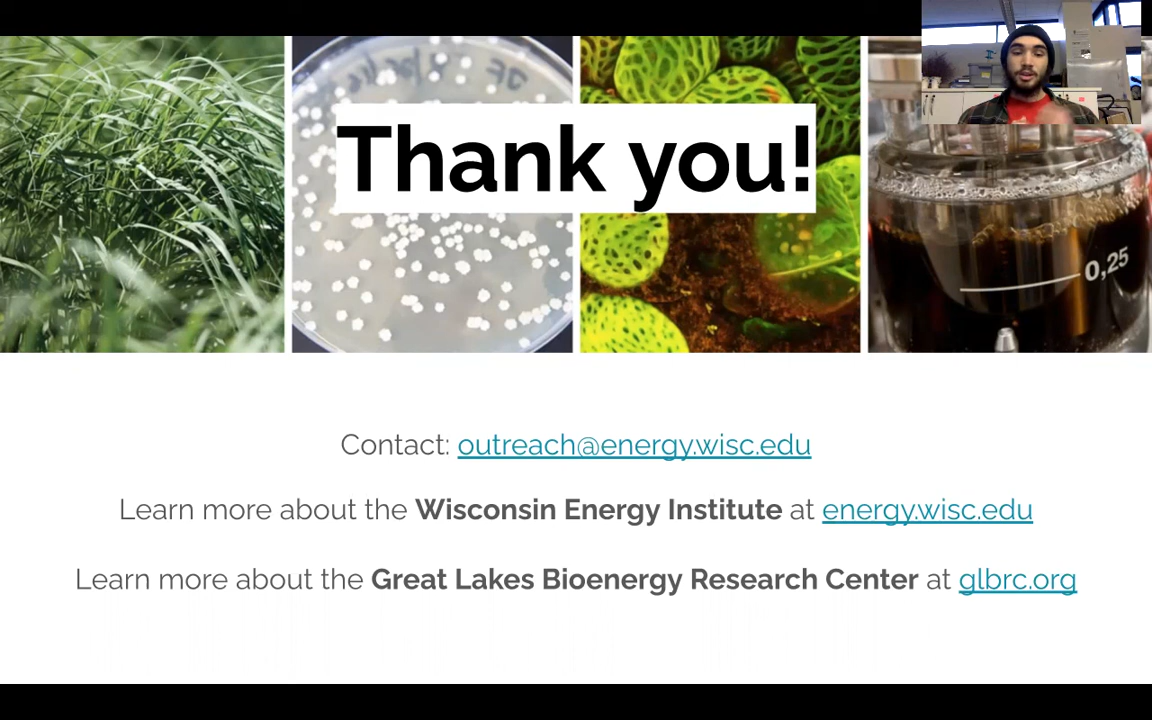 Thank you!
0,25
Contact: outreach@energy.wisc.edu
Learn more about the Wisconsin Energy Institute at energy.wisc.edu
Learn more about the Great Lakes Bioenergy Research Center at glbrc.org